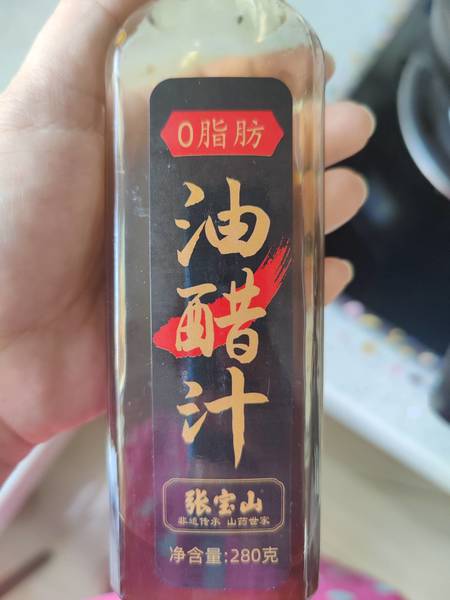 0脂肪
油醋汁
张宝山
非遗传承 山药世家
净含量:280克